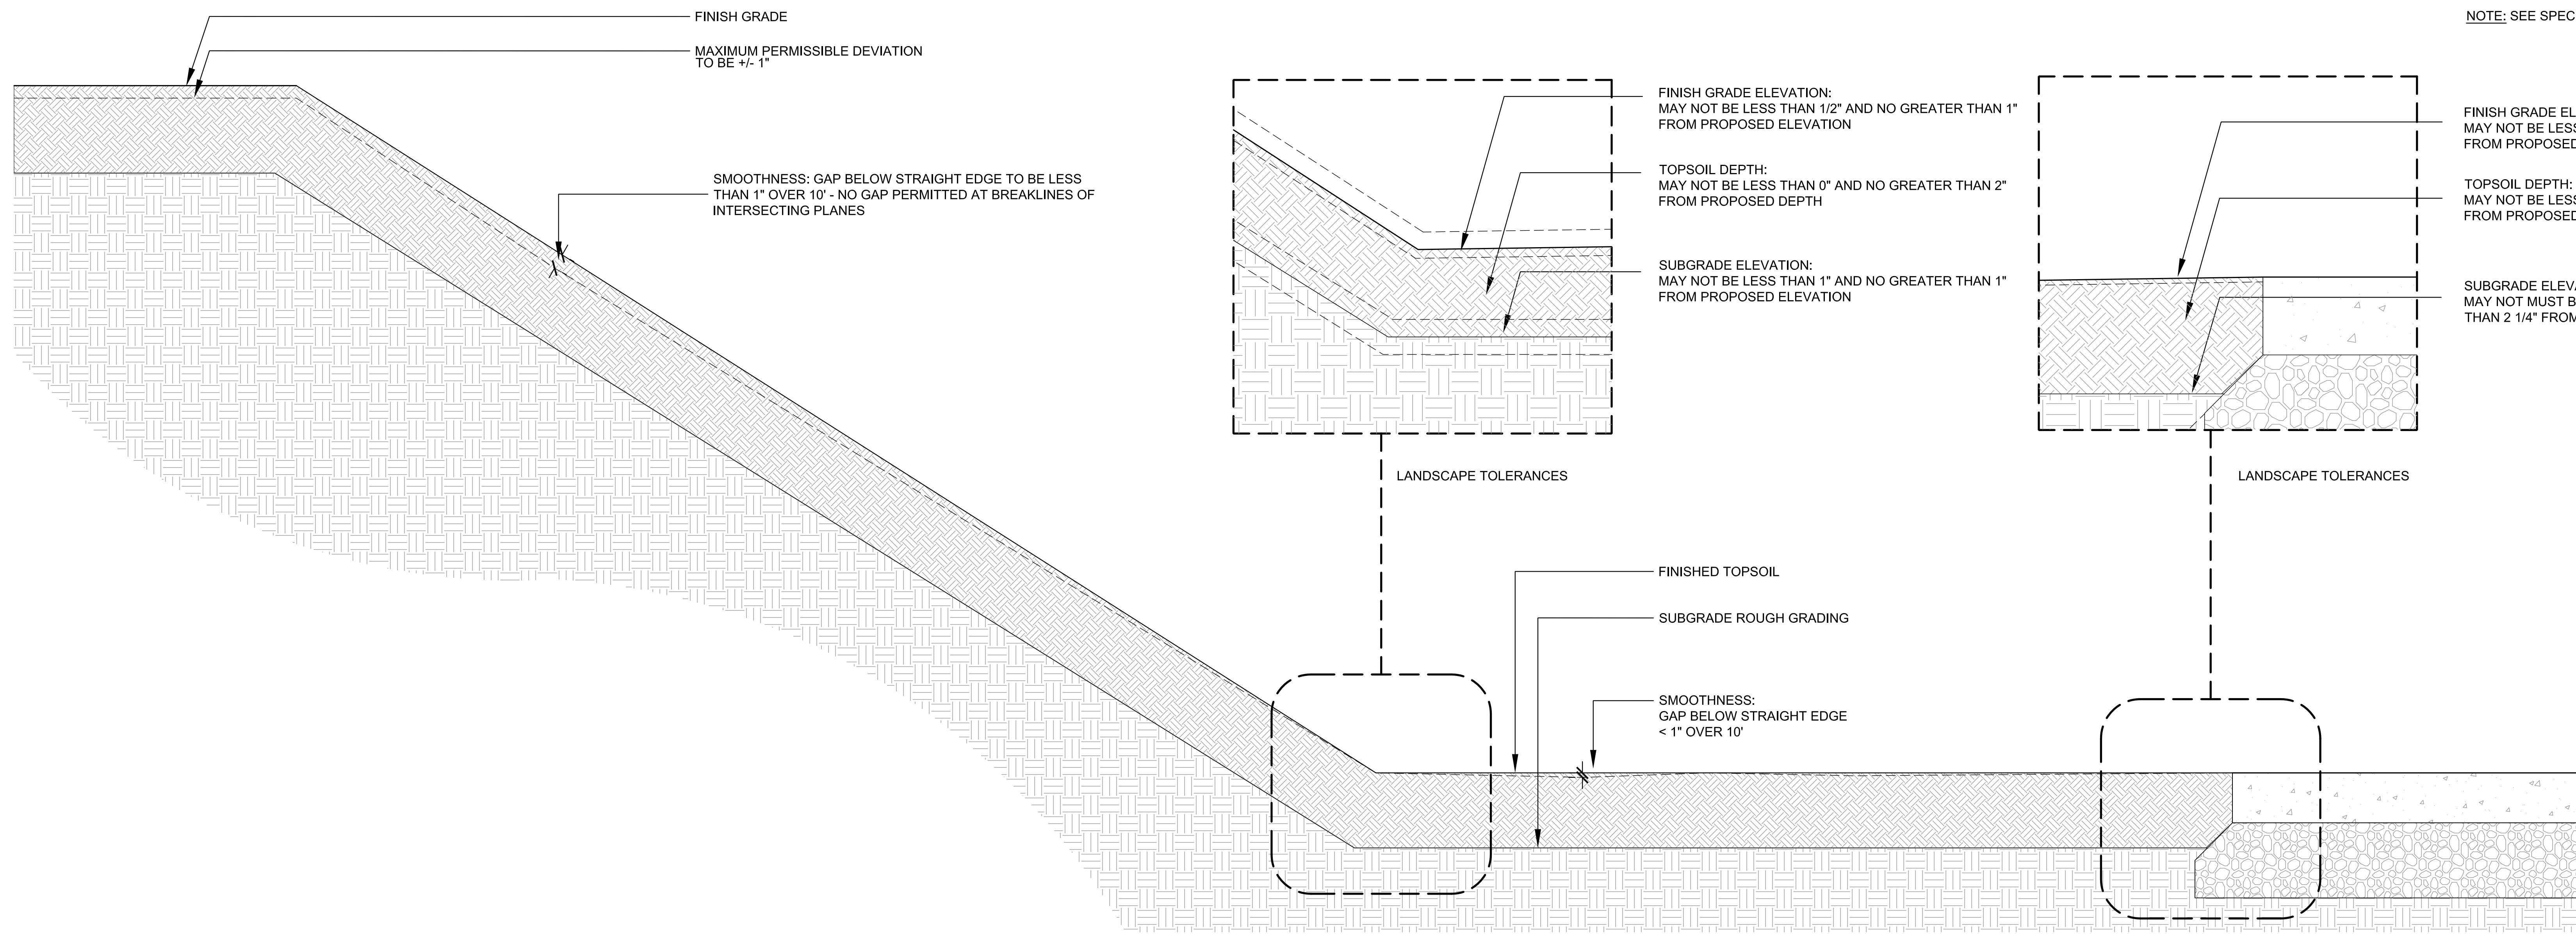 FINISH GRADE
MAXIMUM PERMISSIBLE DEVIATION
TO BE +/- 1"
SMOOTHNESS: GAP BELOW STRAIGHT EDGE TO BE LESS
THAN 1" OVER 10' - NO GAP PERMITTED AT BREAKLINES OF
INTERSECTING PLANES
FINISH GRADE ELEVATION:
MAY NOT BE LESS THAN 1/2" AND NO GREATER THAN 1"
FROM PROPOSED ELEVATION
TOPSOIL DEPTH:
MAY NOT BE LESS THAN 0" AND NO GREATER THAN 2"
FROM PROPOSED DEPTH
SUBGRADE ELEVATION:
MAY NOT BE LESS THAN 1" AND NO GREATER THAN 1"
FROM PROPOSED ELEVATION
LANDSCAPE TOLERANCES
FINISHED TOPSOIL
SUBGRADE ROUGH GRADING
SMOOTHNESS:
GAP BELOW STRAIGHT EDGE
< 1" OVER 10'
NOTE: SEE SPEC
FINISH GRADE EL
MAY NOT BE LESS
FROM PROPOSED
TOPSOIL DEPTH:
MAY NOT BE LESS
FROM PROPOSED
SUBGRADE ELEV
MAY NOT MUST B
THAN 2 1/4" FROM
LANDSCAPE TOLERANCES